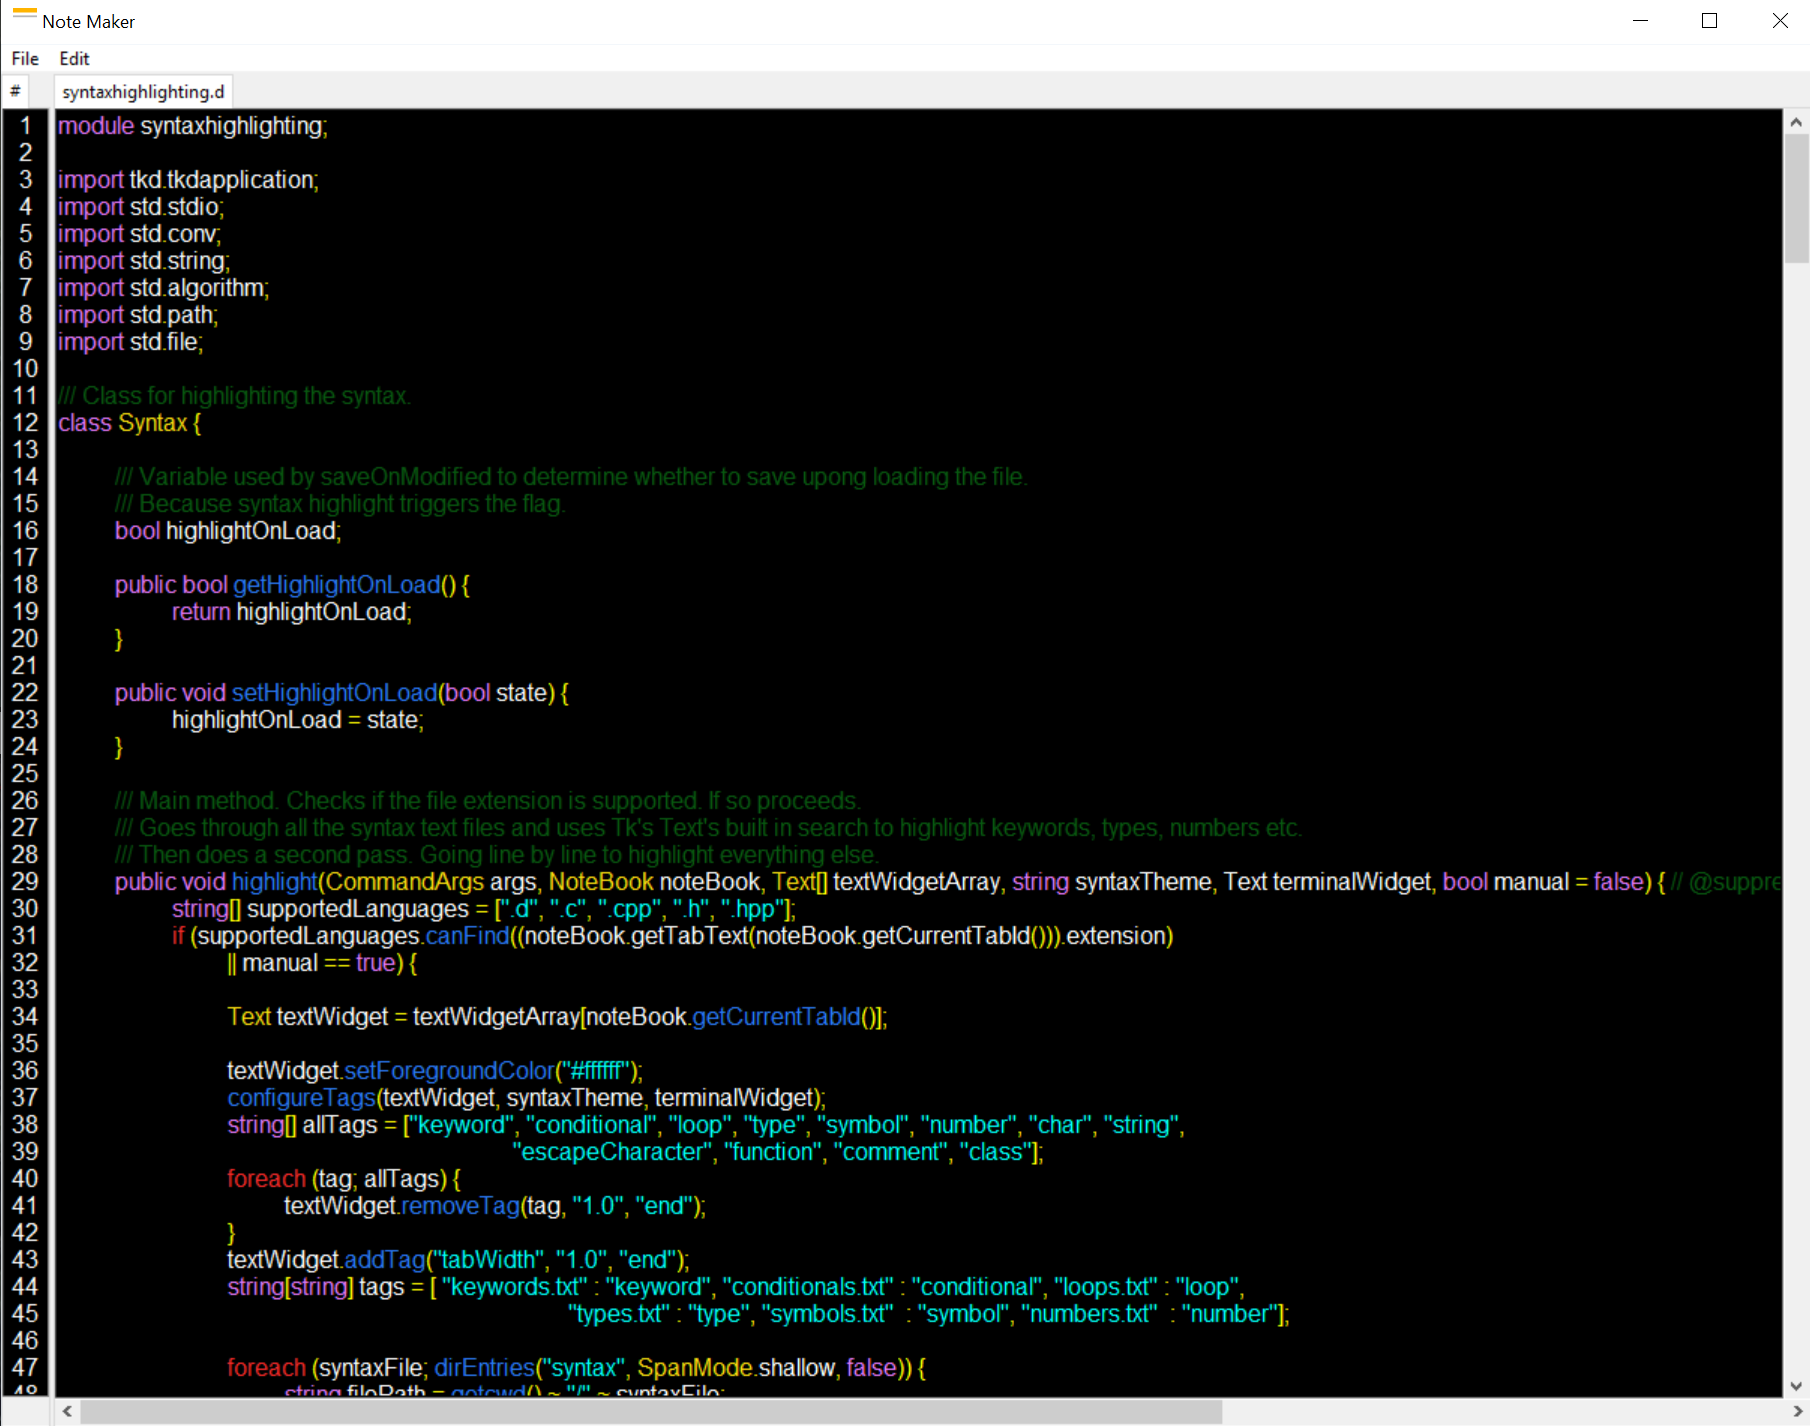 Note Maker
File Edit
# syntaxhighlighting.d
1 module syntaxhighlighting;
2
3 import tkd.tkdapplication;
4 import std.stdio;
5 import std.conv;
6 import std.string;
7 import std.algorithm;
8 import std.path;
9 import std.file;
10
11 /// Class for highlighting the syntax.
12 class Syntax {
13
14 /// Variable used by saveOnModified to determine whether to save upong loading the file.
15 /// Because syntax highlight triggers the flag.
16 bool highlightOnLoad;
17
18 public bool getHighlightOnLoad() {
19 return highlightOnLoad;
20 }
21
22 public void setHighlightOnLoad(bool state) {
23 highlightOnLoad = state;
24 }
25
26 /// Main method. Checks if the file extension is supported. If so proceeds.
27 /// Goes through all the syntax text files and uses Tk's Text's built in search to highlight keywords, types, numbers etc.
28 /// Then does a second pass. Going line by line to highlight everything else.
29 public void highlight(CommandArgs args, NoteBook noteBook, Text[] textWidgetArray, string syntaxTheme, Text terminalWidget, bool manual = false) { // @suppre
30 string[] supportedLanguages = [".d", ".c", ".cpp", ".h", ".hpp"];
31 if (supportedLanguages.canFind((noteBook.getTabText(noteBook.getCurrentTabId())).extension)
32 || manual == true) {
33
34 Text textWidget = textWidgetArray[noteBook.getCurrentTabId()];
35
36 textWidget.setForegroundColor("#ffffff");
37 configureTags(textWidget, syntaxTheme, terminalWidget);
38 string[] allTags = ["keyword", "conditional", "loop", "type", "symbol", "number", "char", "string",
39 "escapeCharacter", "function", "comment", "class"];
40 foreach (tag; allTags) {
41 textWidget.removeTag(tag, "1.0", "end");
42 }
43 textWidget.addTag("tabWidth", "1.0", "end");
44 string[string] tags = [ "keywords.txt" : "keyword", "conditionals.txt" : "conditional", "loops.txt" : "loop",
45 "types.txt" : "type", "symbols.txt"  : "symbol", "numbers.txt"  : "number"];
46
47 foreach (syntaxFile; dirEntries("syntax", SpanMode.shallow, false)) {
48 string filePath = getcwd() ~ "/" ~ syntaxFile;